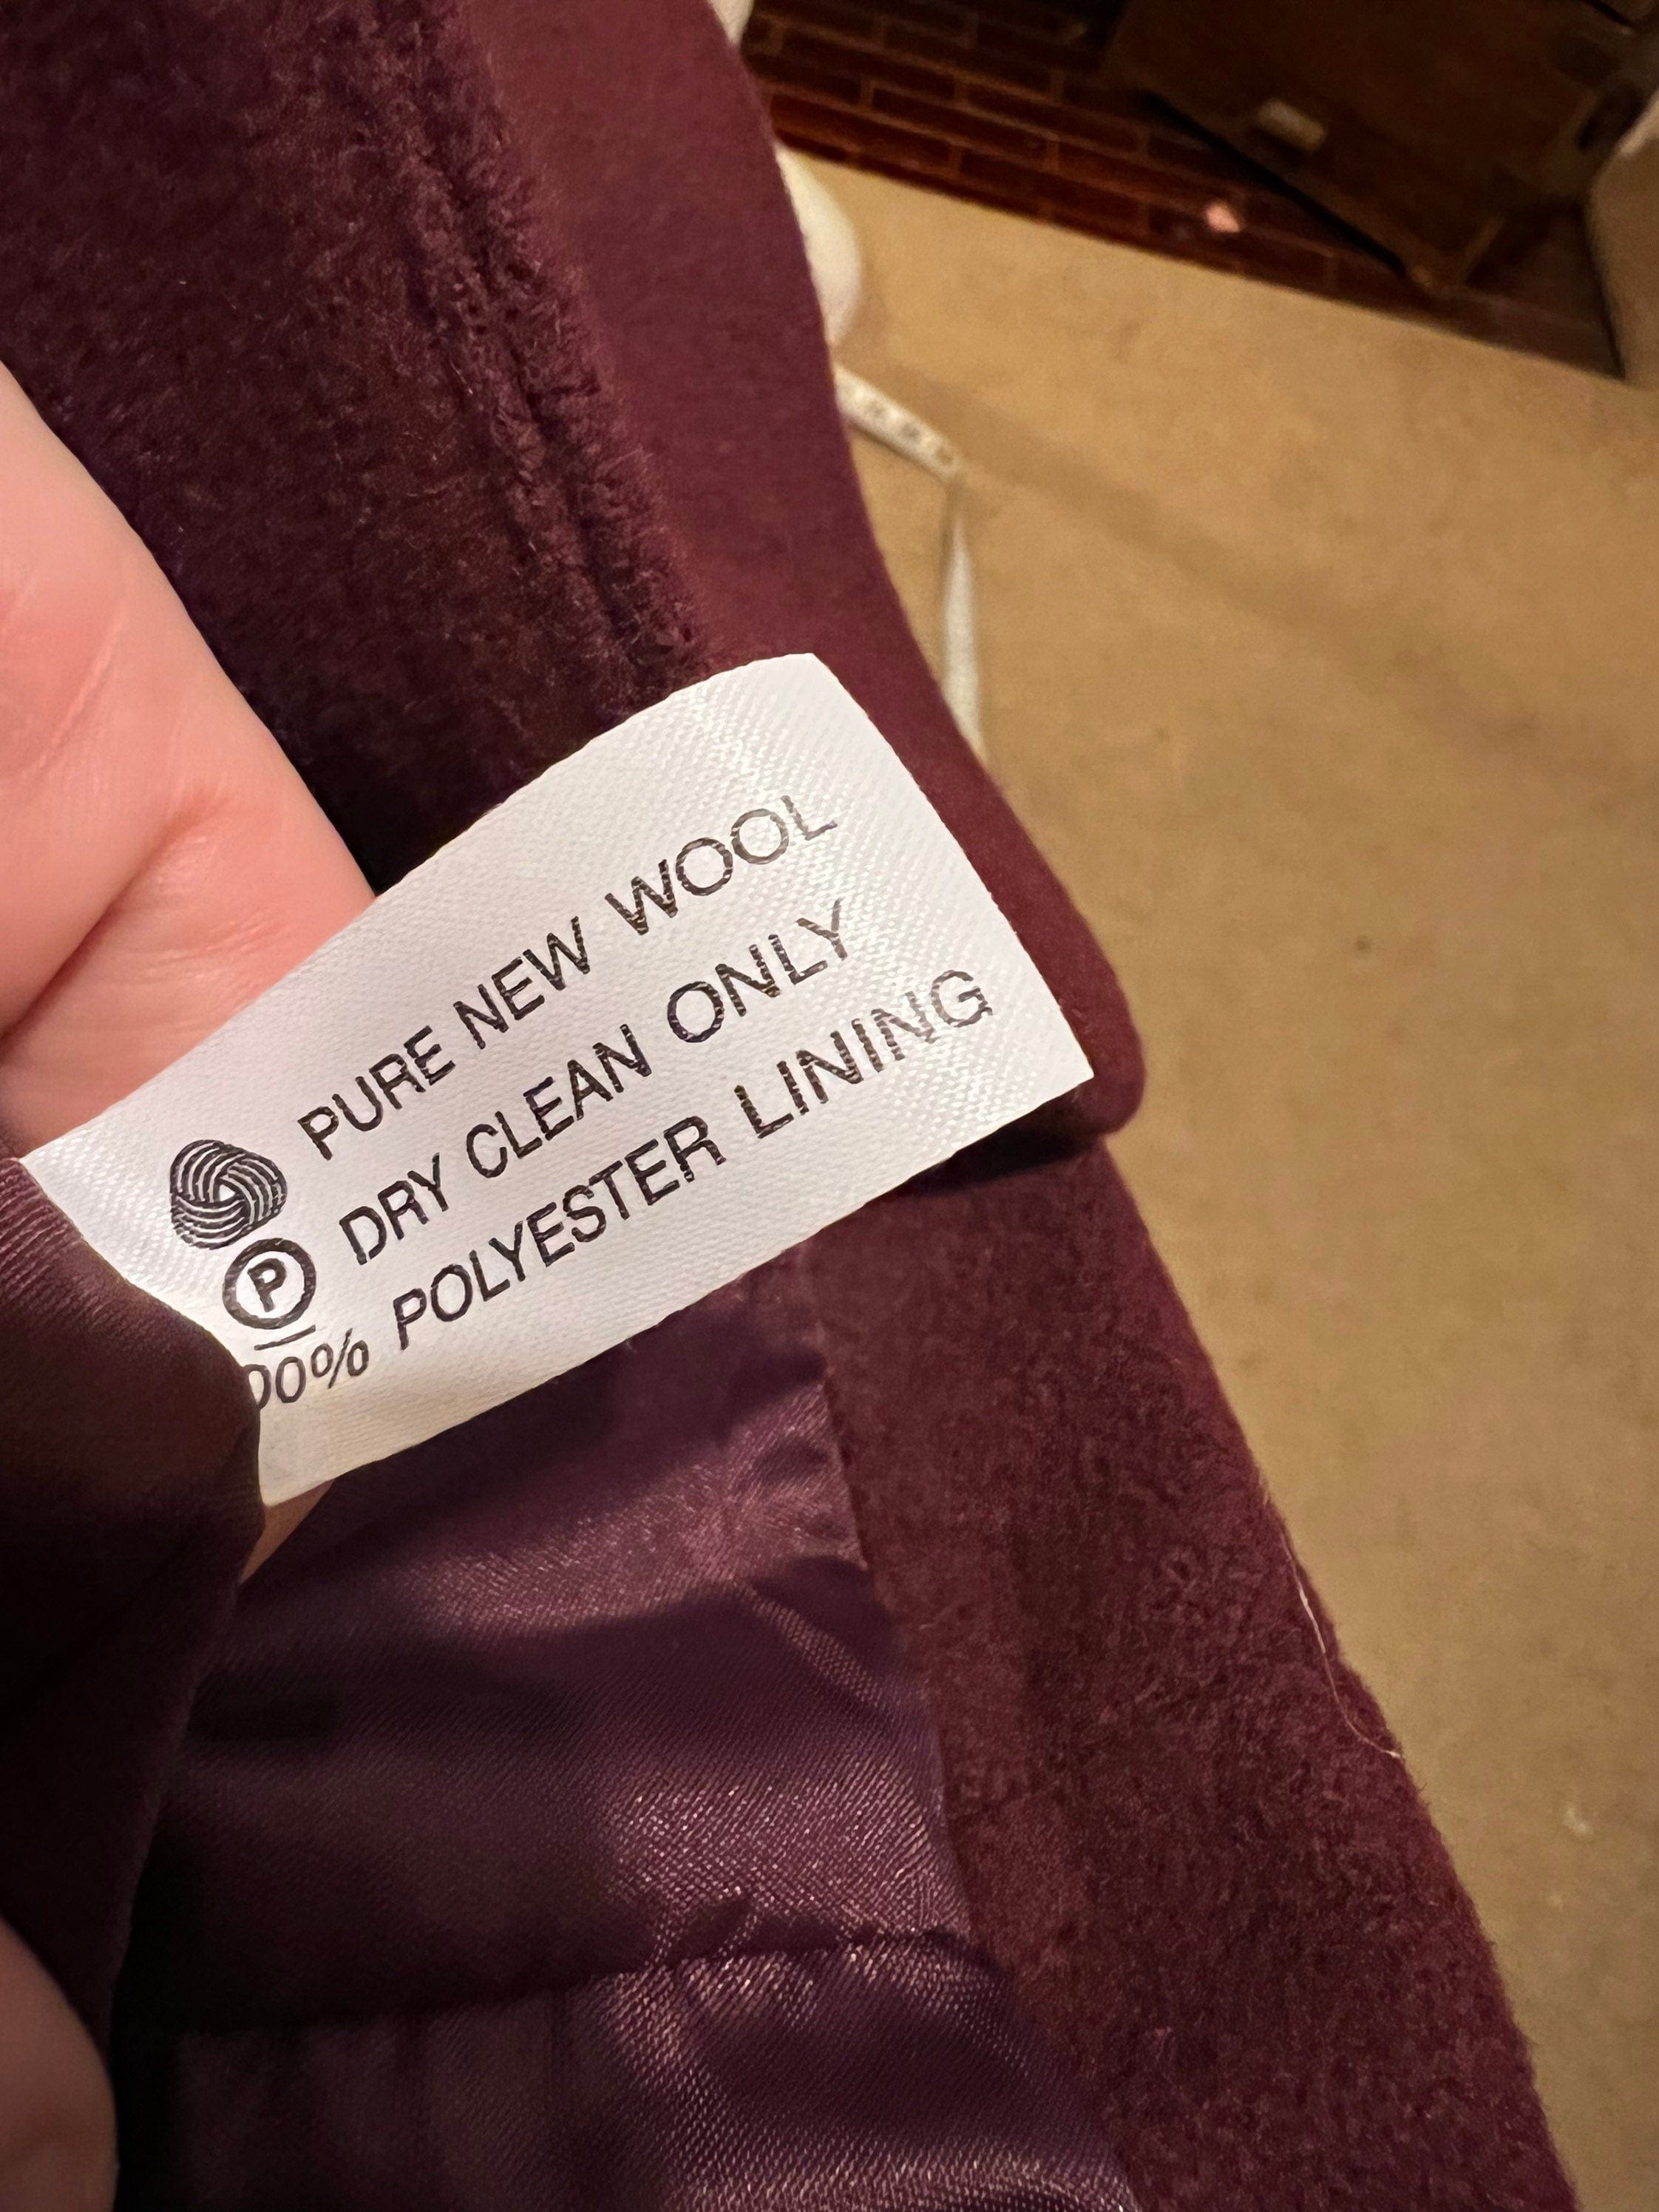 PURE NEW WOOL
P DRY CLEAN ONLY
00% POLYESTER LINING